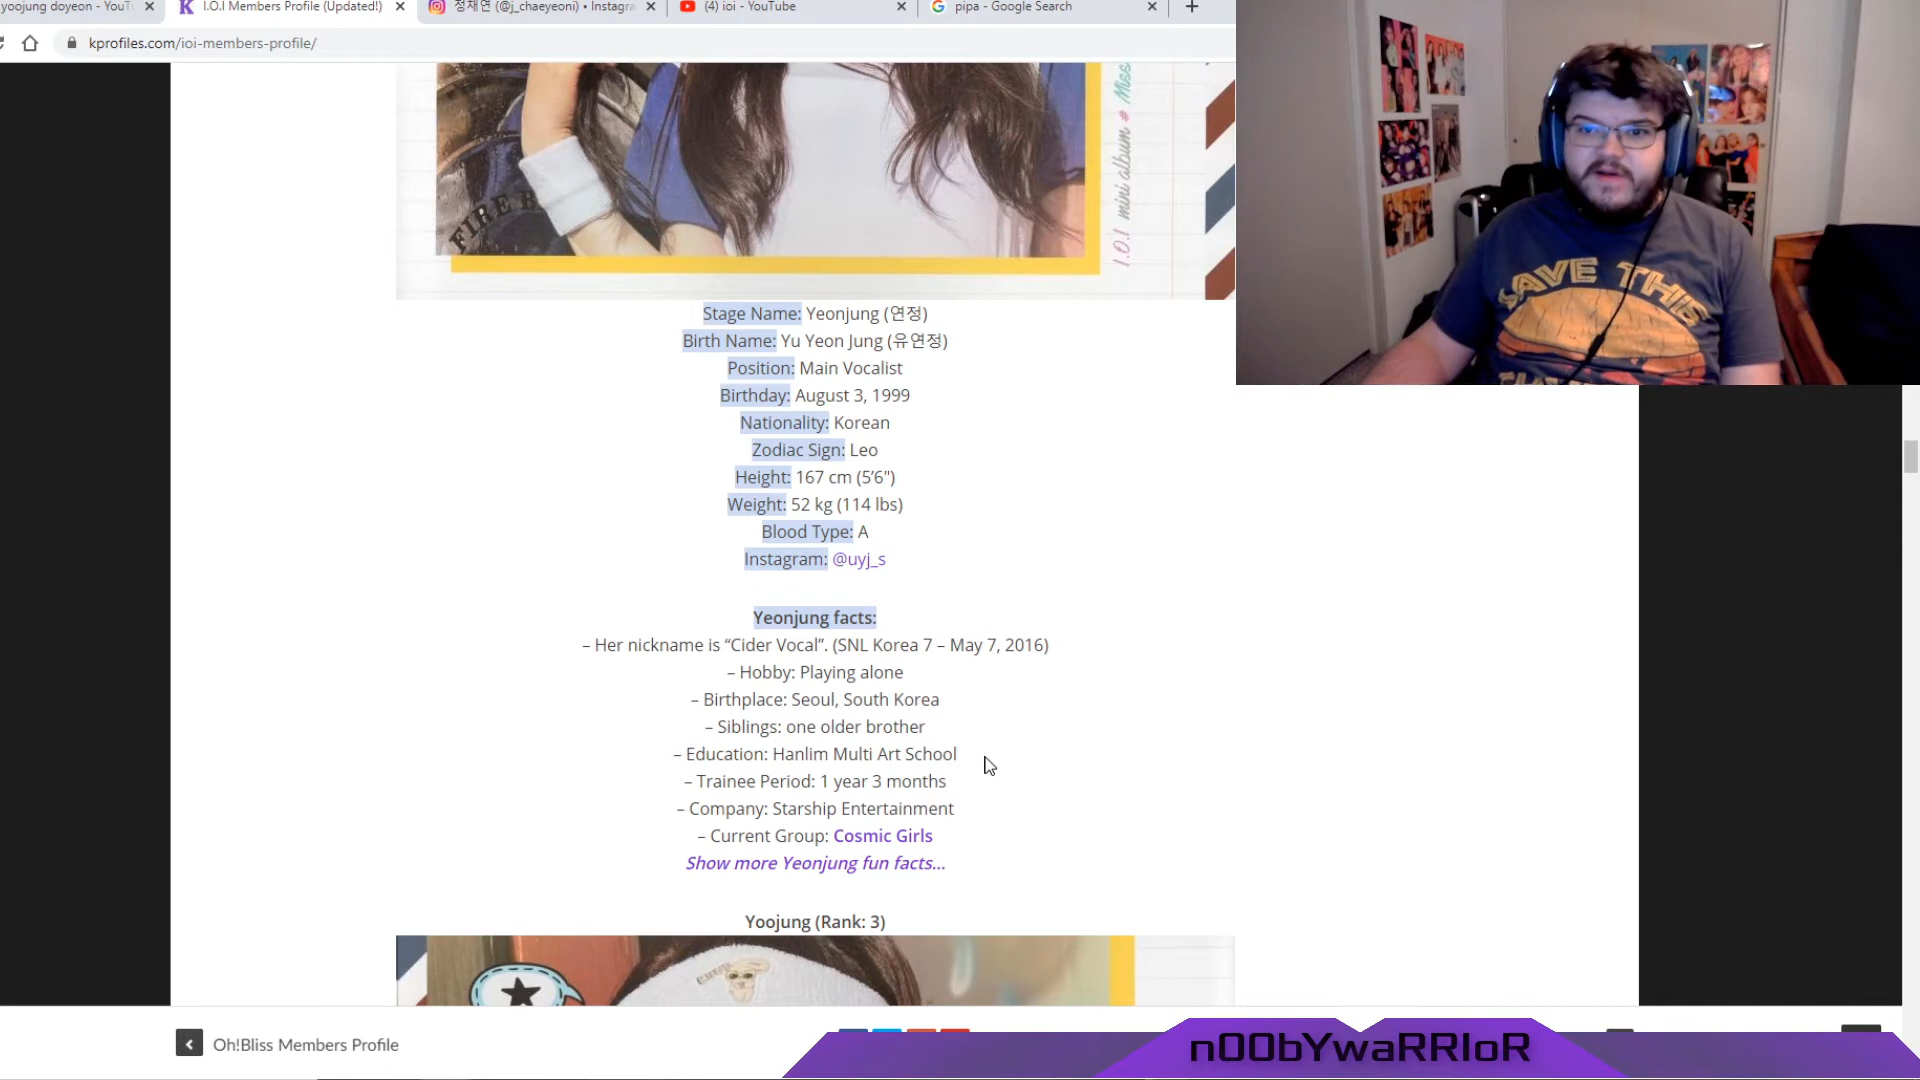 yoojung doyeon - YouT
I.O.I Members Profile (Updated!)
정채연 (@j_chaeyeoni) • Instagra
(4) ioi - YouTube
pipa - Google Search
kprofiles.com/ioi-members-profile/
FIRE
I.O.I mini album # Miss
SAVE THIS
Stage Name: Yeonjung (연정)
Birth Name: Yu Yeon Jung (유연정)
Position: Main Vocalist
Birthday: August 3, 1999
Nationality: Korean
Zodiac Sign: Leo
Height: 167 cm (5’6")
Weight: 52 kg (114 lbs)
Blood Type: A
Instagram: @uyj_s
Yeonjung facts:
– Her nickname is “Cider Vocal”. (SNL Korea 7 – May 7, 2016)
– Hobby: Playing alone
– Birthplace: Seoul, South Korea
– Siblings: one older brother
– Education: Hanlim Multi Art School
– Trainee Period: 1 year 3 months
– Company: Starship Entertainment
– Current Group: Cosmic Girls
Show more Yeonjung fun facts...
Yoojung (Rank: 3)
Oh!Bliss Members Profile
n00bYwaRRIoR